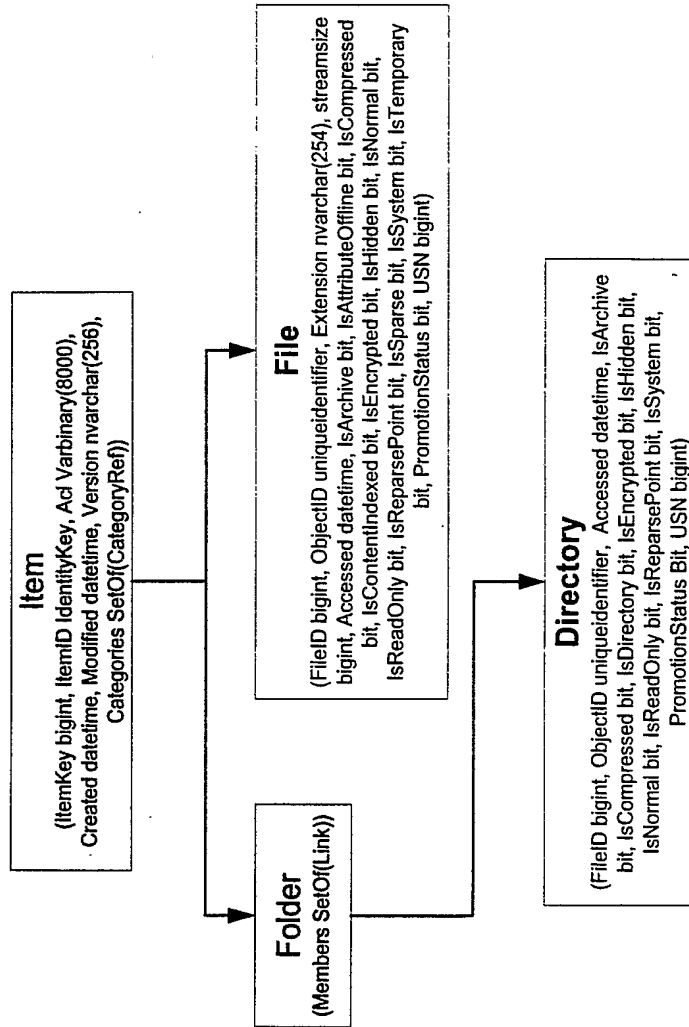 Item
(ItemKey bigint, ItemID IdentityKey, Acl Varbinary(8000),
Created datetime, Modified datetime, Version nvarchar(256),
Categories SetOf(CategoryRef))
Folder
(Members SetOf(Link))
File
(FileID bigint, ObjectID uniqueidentifier, Extension nvarchar(254), streamsize
bigint, Accessed datetime, IsArchive bit, IsAttributeOffline bit, IsCompressed
bit, IsContentIndexed bit, IsEncrypted bit, IsHidden bit, IsNormal bit,
IsReadOnly bit, IsReparsePoint bit, IsSparse bit, IsSystem bit, IsTemporary
bit, PromotionStatus bit, USN bigint)
Directory
(FileID bigint, ObjectID uniqueidentifier, Accessed datetime, IsArchive
bit, IsCompressed bit, IsDirectory bit, IsEncrypted bit, IsHidden bit,
IsNormal bit, IsReadOnly bit, IsReparsePoint bit, IsSystem bit,
PromotionStatus Bit, USN bigint)